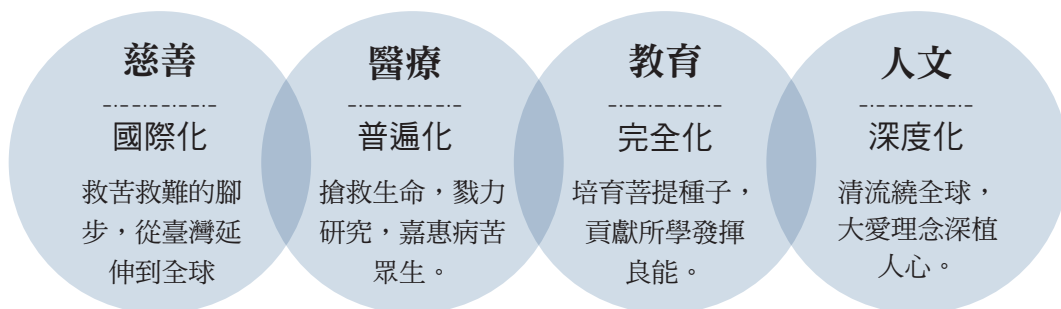 慈善
國際化
救苦救難的腳
步，從臺灣延
伸到全球
醫療
普遍化
搶救生命，戮力
研究，嘉惠病苦
眾生。
教育
完全化
培育菩提種子，
貢獻所學發揮
良能。
人文
深度化
清流繞全球，
大愛理念深植
人心。